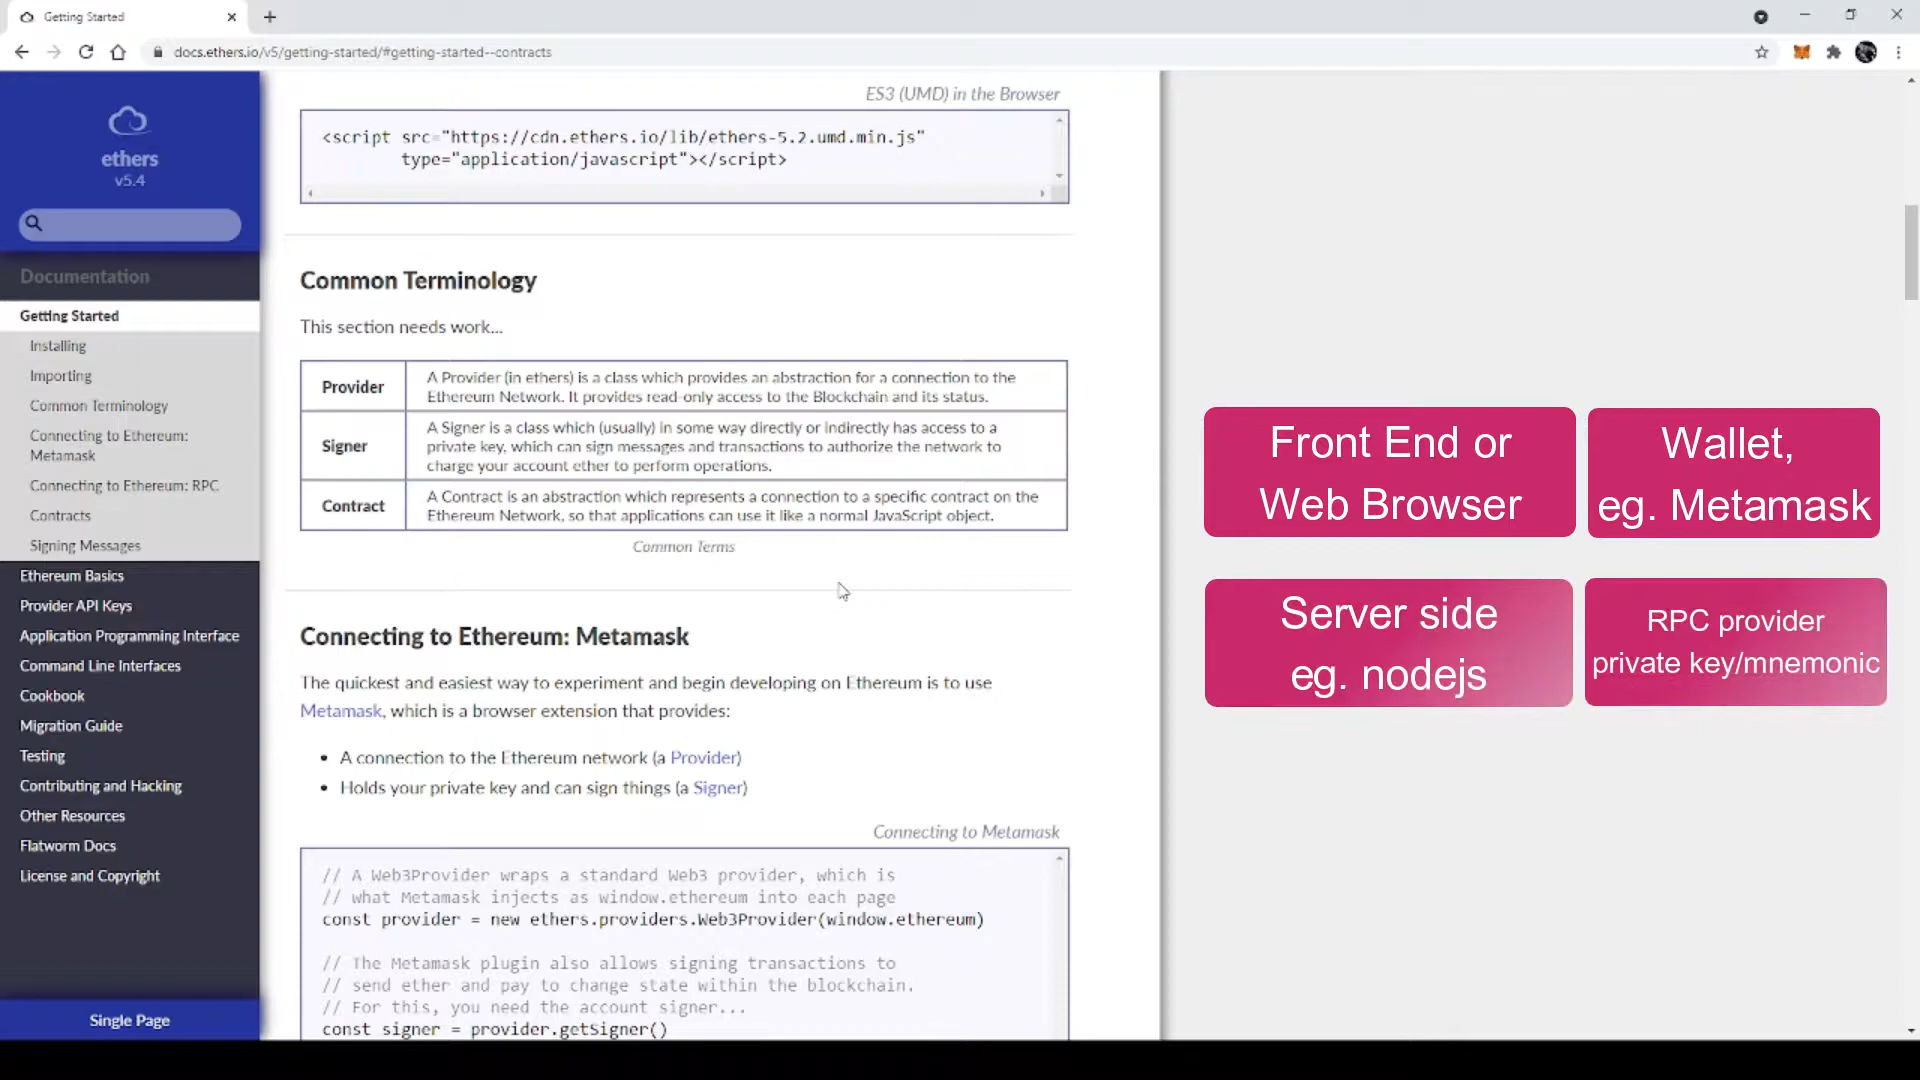 Getting Started
docs.ethers.io/v5/getting-started/#getting-started--contracts
ethers
v5.4
Documentation
Getting Started
Installing
Importing
Common Terminology
Connecting to Ethereum:
Metamask
Connecting to Ethereum: RPC
Contracts
Signing Messages
Ethereum Basics
Provider API Keys
Application Programming Interface
Command Line Interfaces
Cookbook
Migration Guide
Testing
Contributing and Hacking
Other Resources
Flatworm Docs
License and Copyright
Single Page
ES3 (UMD) in the Browser
<script src="https://cdn.ethers.io/lib/ethers-5.2.umd.min.js"
type="application/javascript"></script>
Common Terminology
This section needs work...
Provider
A Provider (in ethers) is a class which provides an abstraction for a connection to the
Ethereum Network. It provides read-only access to the Blockchain and its status.
Signer
A Signer is a class which (usually) in some way directly or indirectly has access to a
private key, which can sign messages and transactions to authorize the network to
charge your account ether to perform operations.
Contract
A Contract is an abstraction which represents a connection to a specific contract on the
Ethereum Network, so that applications can use it like a normal JavaScript object.
Common Terms
Connecting to Ethereum: Metamask
The quickest and easiest way to experiment and begin developing on Ethereum is to use
Metamask, which is a browser extension that provides:
• A connection to the Ethereum network (a Provider)
• Holds your private key and can sign things (a Signer)
Connecting to Metamask
// A Web3Provider wraps a standard Web3 provider, which is
// what Metamask injects as window.ethereum into each page
const provider = new ethers.providers.Web3Provider(window.ethereum)
// The Metamask plugin also allows signing transactions to
// send ether and pay to change state within the blockchain.
// For this, you need the account signer...
const signer = provider.getSigner()
Front End or
Web Browser
Wallet,
eg. Metamask
Server side
eg. nodejs
RPC provider
private key/mnemonic